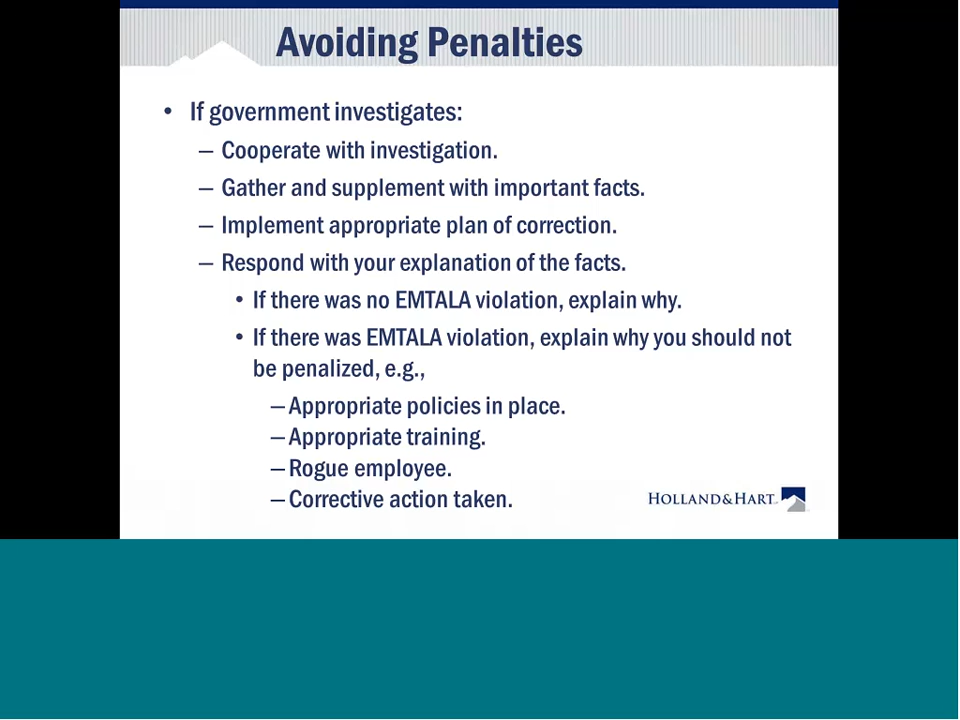 Avoiding Penalties
• If government investigates:
– Cooperate with investigation.
– Gather and supplement with important facts.
– Implement appropriate plan of correction.
– Respond with your explanation of the facts.
• If there was no EMTALA violation, explain why.
• If there was EMTALA violation, explain why you should not
be penalized, e.g.,
– Appropriate policies in place.
– Appropriate training.
– Rogue employee.
– Corrective action taken.
HOLLAND&HART